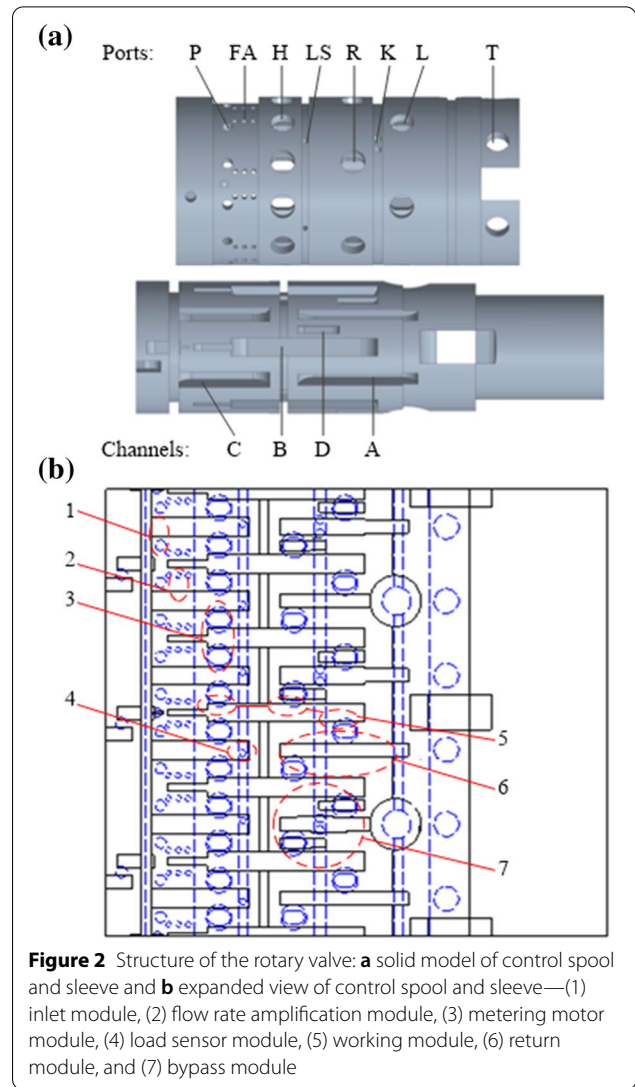 (a)
Ports: P FA H LS R K L T
Channels: C B D A
(b)
1
2
3
4
5
6
7
Figure 2 Structure of the rotary valve: a solid model of control spool
and sleeve and b expanded view of control spool and sleeve—(1)
inlet module, (2) flow rate amplification module, (3) metering motor
module, (4) load sensor module, (5) working module, (6) return
module, and (7) bypass module